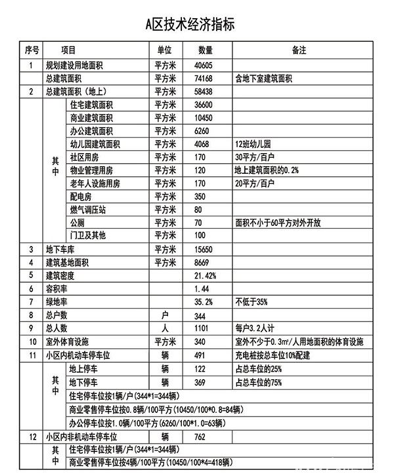 A区技术经济指标
序号 项目 单位 数量 备注
1 规划建设用地面积 平方米 40605
总建筑面积 平方米 74168 含地下室建筑面积
2 总建筑面积（地上） 平方米 58438
其中
住宅建筑面积 平方米 36600
商业建筑面积 平方米 10450
办公建筑面积 平方米 6260
幼儿园建筑面积 平方米 4068 12班幼儿园
社区用房 平方米 170 30平方/百户
物业管理用房 平方米 120 地上建筑面积的0.2%
老年人设施用房 平方米 170 20平方/百户
配电房 平方米 350
燃气调压站 平方米 80
公厕 平方米 70 面积不小于60平方对外开放
门卫及其他 平方米 100
3 地下车库 平方米 15650
4 建筑基地面积 平方米 8669
5 建筑密度 21.42%
6 容积率 1.44
7 绿地率 35.2% 不低于35%
8 总户数 户 344
9 总人数 人 1101 每户3.2人计
10 室外体育设施 平方米 340 室外不少于0.3㎡/人用地面积的体育设施
11 小区内机动车停车位 辆 491 充电桩按总车位10%配建
其中
地上停车 辆 122 占总车位的25%
地下停车 辆 369 占总车位的75%
住宅停车位按1辆/户(344*1=344辆)
商业零售停车位按0.8辆/100平方(10450/100*0.8=84辆)
办公停车位按1.0辆/100平方(6260/100*1.0=63辆)
12 小区内非机动车停车位 辆 762
其中
住宅停车位按1辆/户(344*1=344辆)
商业零售停车位按4辆/100平方(10450/100*4=418辆)